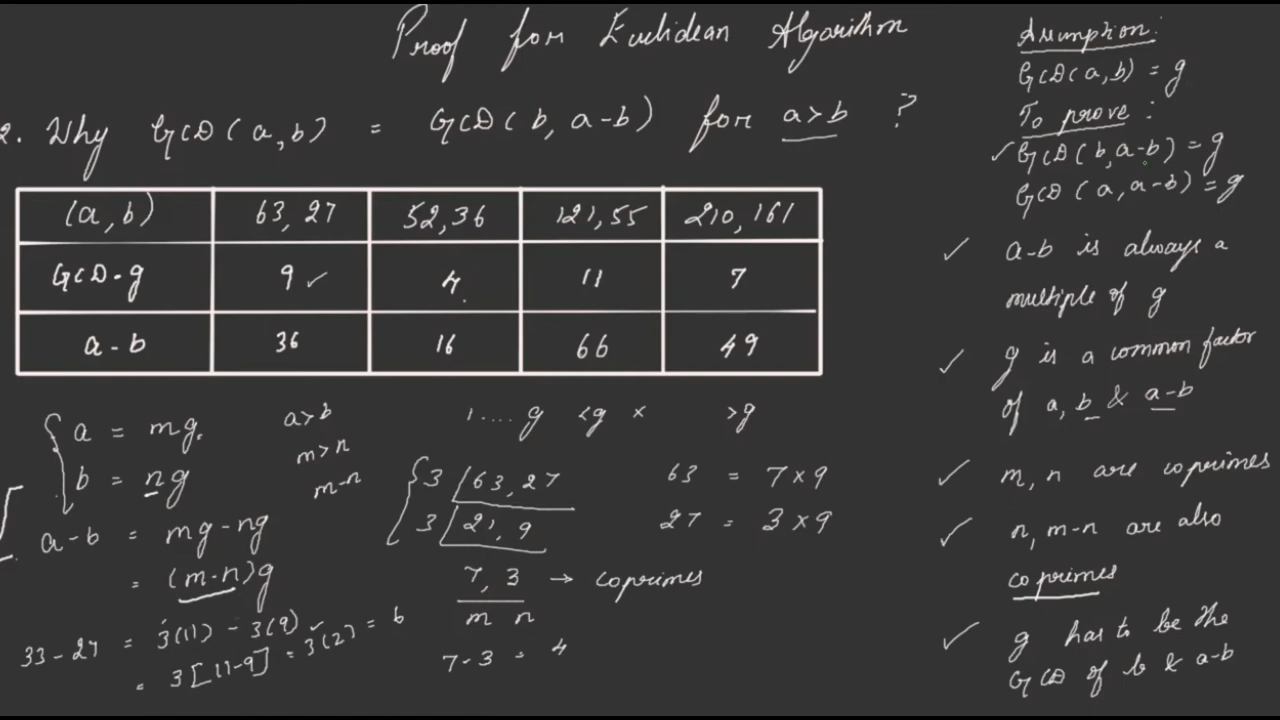 Proof for Euclidean Algorithm
2. Why GCD(a,b) = GCD(b, a-b) for a>b ?
(a,b) 63,27 52,36 121,55 210,161
GCD-g 9 ✓ 4 11 7
a-b 36 16 66 49
a = mg a>b
b = ng m>n
m-n
a-b = mg-ng
= (m-n)g
33-27 = 3(11) - 3(9) ✓
= 3[11-9] = 3(2) = 6
1....g <g × >g
3 63, 27
3 21, 9
7, 3 → coprimes
m n
7-3 = 4
63 = 7×9
27 = 3×9
Assumption:
GCD(a,b) = g
To prove:
✓ GCD(b,a-b) = g
GCD(a,a-b) = g
✓ a-b is always a
multiple of g
✓ g is a common factor
of a, b & a-b
✓ m, n are coprimes
✓ n, m-n are also
coprimes
✓ g has to be the
GCD of b & a-b